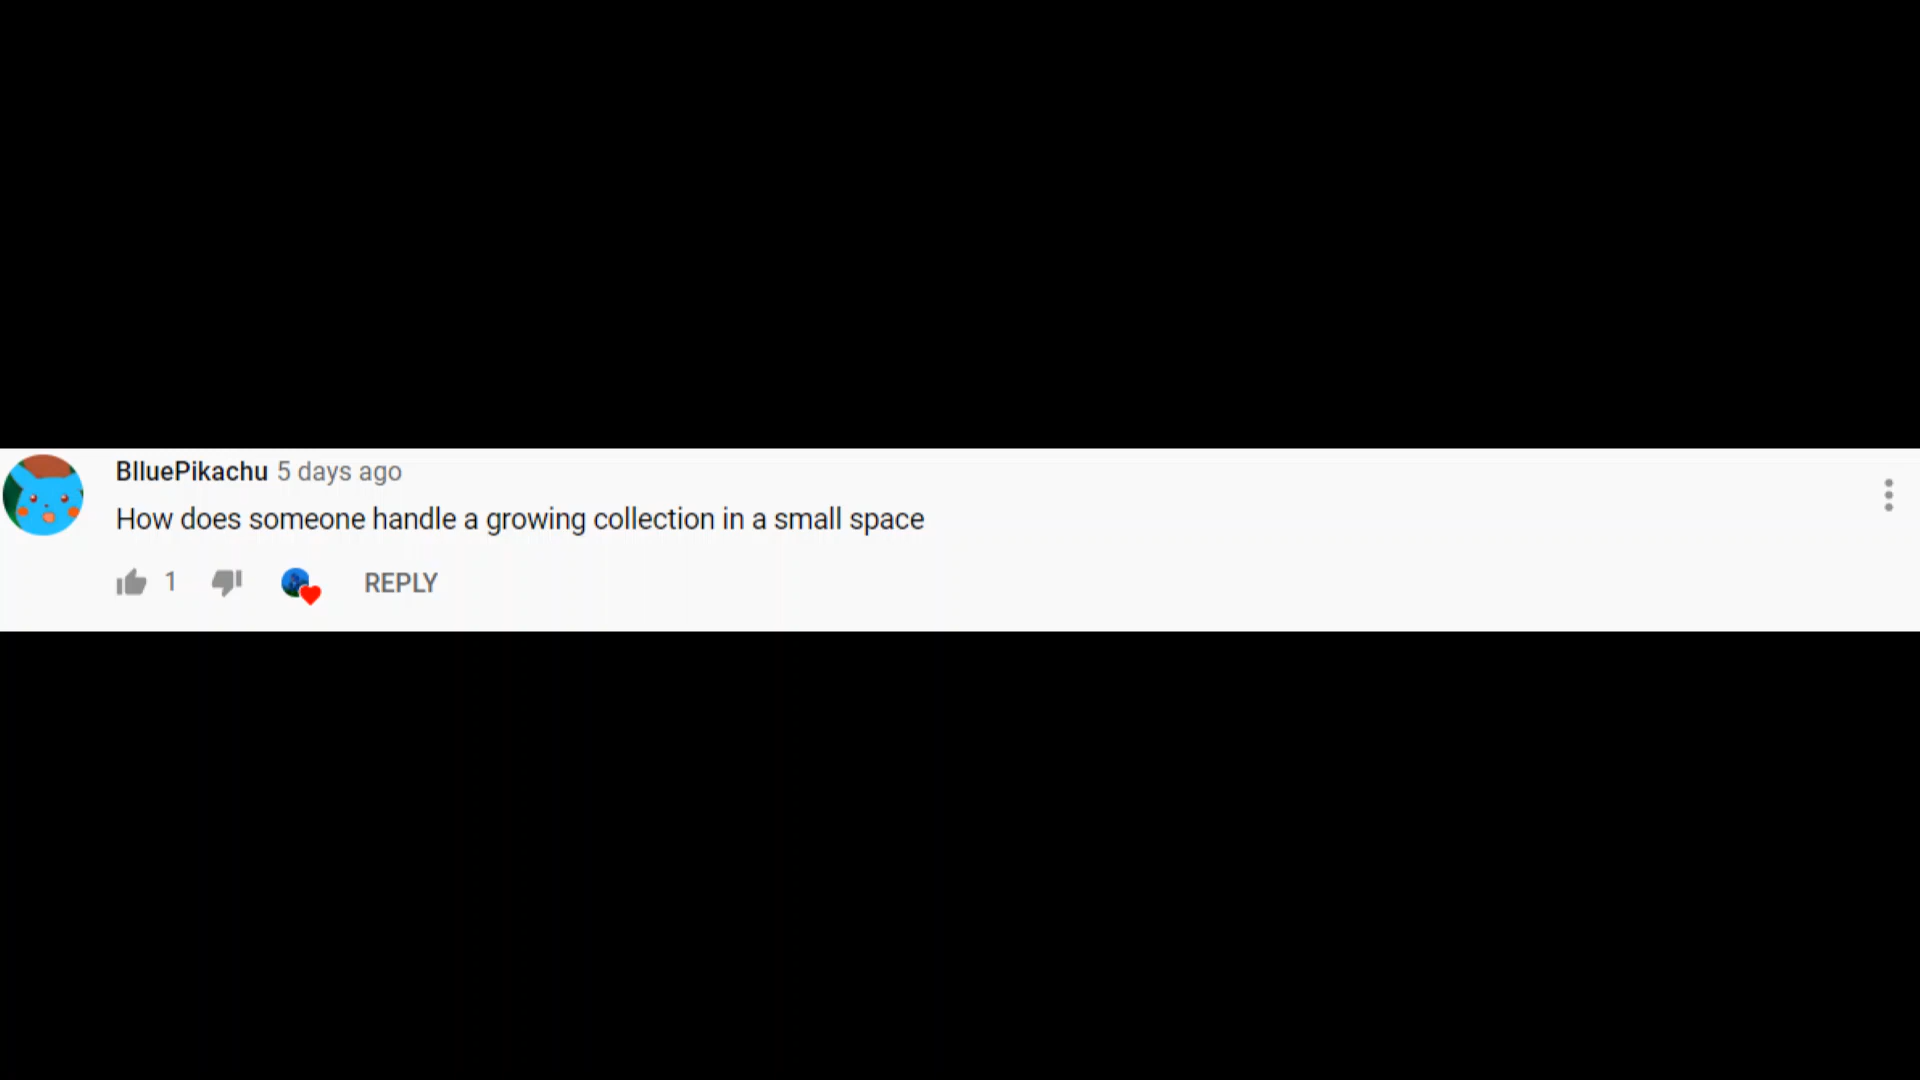 BlluePikachu 5 days ago
How does someone handle a growing collection in a small space
1 REPLY